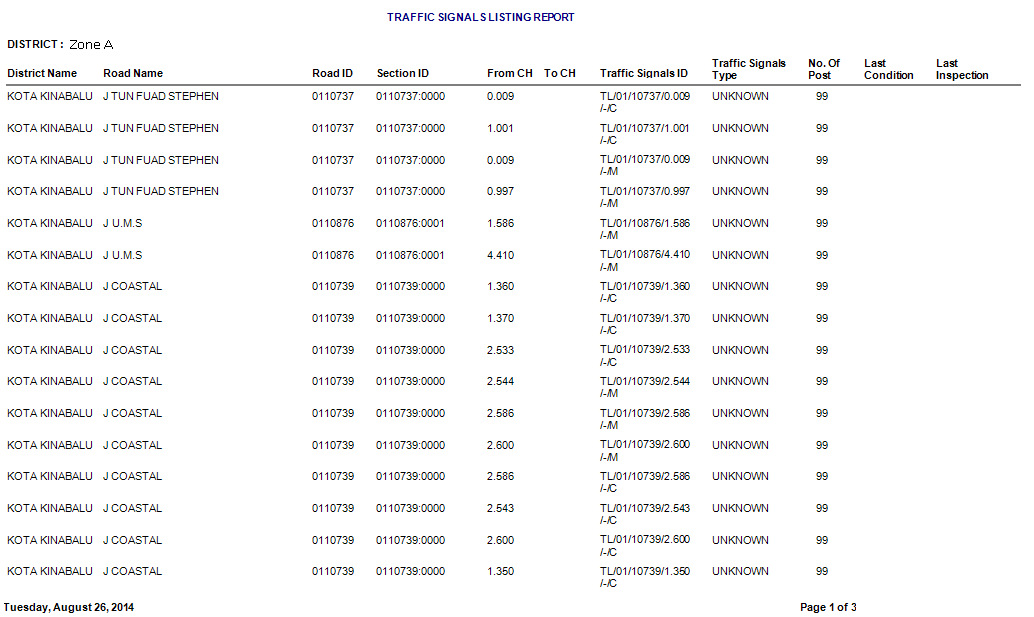 TRAFFIC SIGNALS LISTING REPORT
DISTRICT : Zone A
District Name Road Name Road ID Section ID From CH To CH Traffic Signals ID Traffic Signals Type No. Of Post Last Condition Last Inspection
KOTA KINABALU J TUN FUAD STEPHEN 0110737 0110737:0000 0.009 TL/01/10737/0.009 UNKNOWN 99
/-/C
KOTA KINABALU J TUN FUAD STEPHEN 0110737 0110737:0000 1.001 TL/01/10737/1.001 UNKNOWN 99
/-/C
KOTA KINABALU J TUN FUAD STEPHEN 0110737 0110737:0000 0.009 TL/01/10737/0.009 UNKNOWN 99
/-/M
KOTA KINABALU J TUN FUAD STEPHEN 0110737 0110737:0000 0.997 TL/01/10737/0.997 UNKNOWN 99
/-/M
KOTA KINABALU J U.M.S 0110876 0110876:0001 1.586 TL/01/10876/1.586 UNKNOWN 99
/-/M
KOTA KINABALU J U.M.S 0110876 0110876:0001 4.410 TL/01/10876/4.410 UNKNOWN 99
/-/M
KOTA KINABALU J COASTAL 0110739 0110739:0000 1.360 TL/01/10739/1.360 UNKNOWN 99
/-/C
KOTA KINABALU J COASTAL 0110739 0110739:0000 1.370 TL/01/10739/1.370 UNKNOWN 99
/-/C
KOTA KINABALU J COASTAL 0110739 0110739:0000 2.533 TL/01/10739/2.533 UNKNOWN 99
/-/C
KOTA KINABALU J COASTAL 0110739 0110739:0000 2.544 TL/01/10739/2.544 UNKNOWN 99
/-/M
KOTA KINABALU J COASTAL 0110739 0110739:0000 2.586 TL/01/10739/2.586 UNKNOWN 99
/-/M
KOTA KINABALU J COASTAL 0110739 0110739:0000 2.600 TL/01/10739/2.600 UNKNOWN 99
/-/M
KOTA KINABALU J COASTAL 0110739 0110739:0000 2.586 TL/01/10739/2.586 UNKNOWN 99
/-/C
KOTA KINABALU J COASTAL 0110739 0110739:0000 2.543 TL/01/10739/2.543 UNKNOWN 99
/-/C
KOTA KINABALU J COASTAL 0110739 0110739:0000 2.600 TL/01/10739/2.600 UNKNOWN 99
/-/C
KOTA KINABALU J COASTAL 0110739 0110739:0000 1.350 TL/01/10739/1.350 UNKNOWN 99
/-/C
Tuesday, August 26, 2014 Page 1 of 3